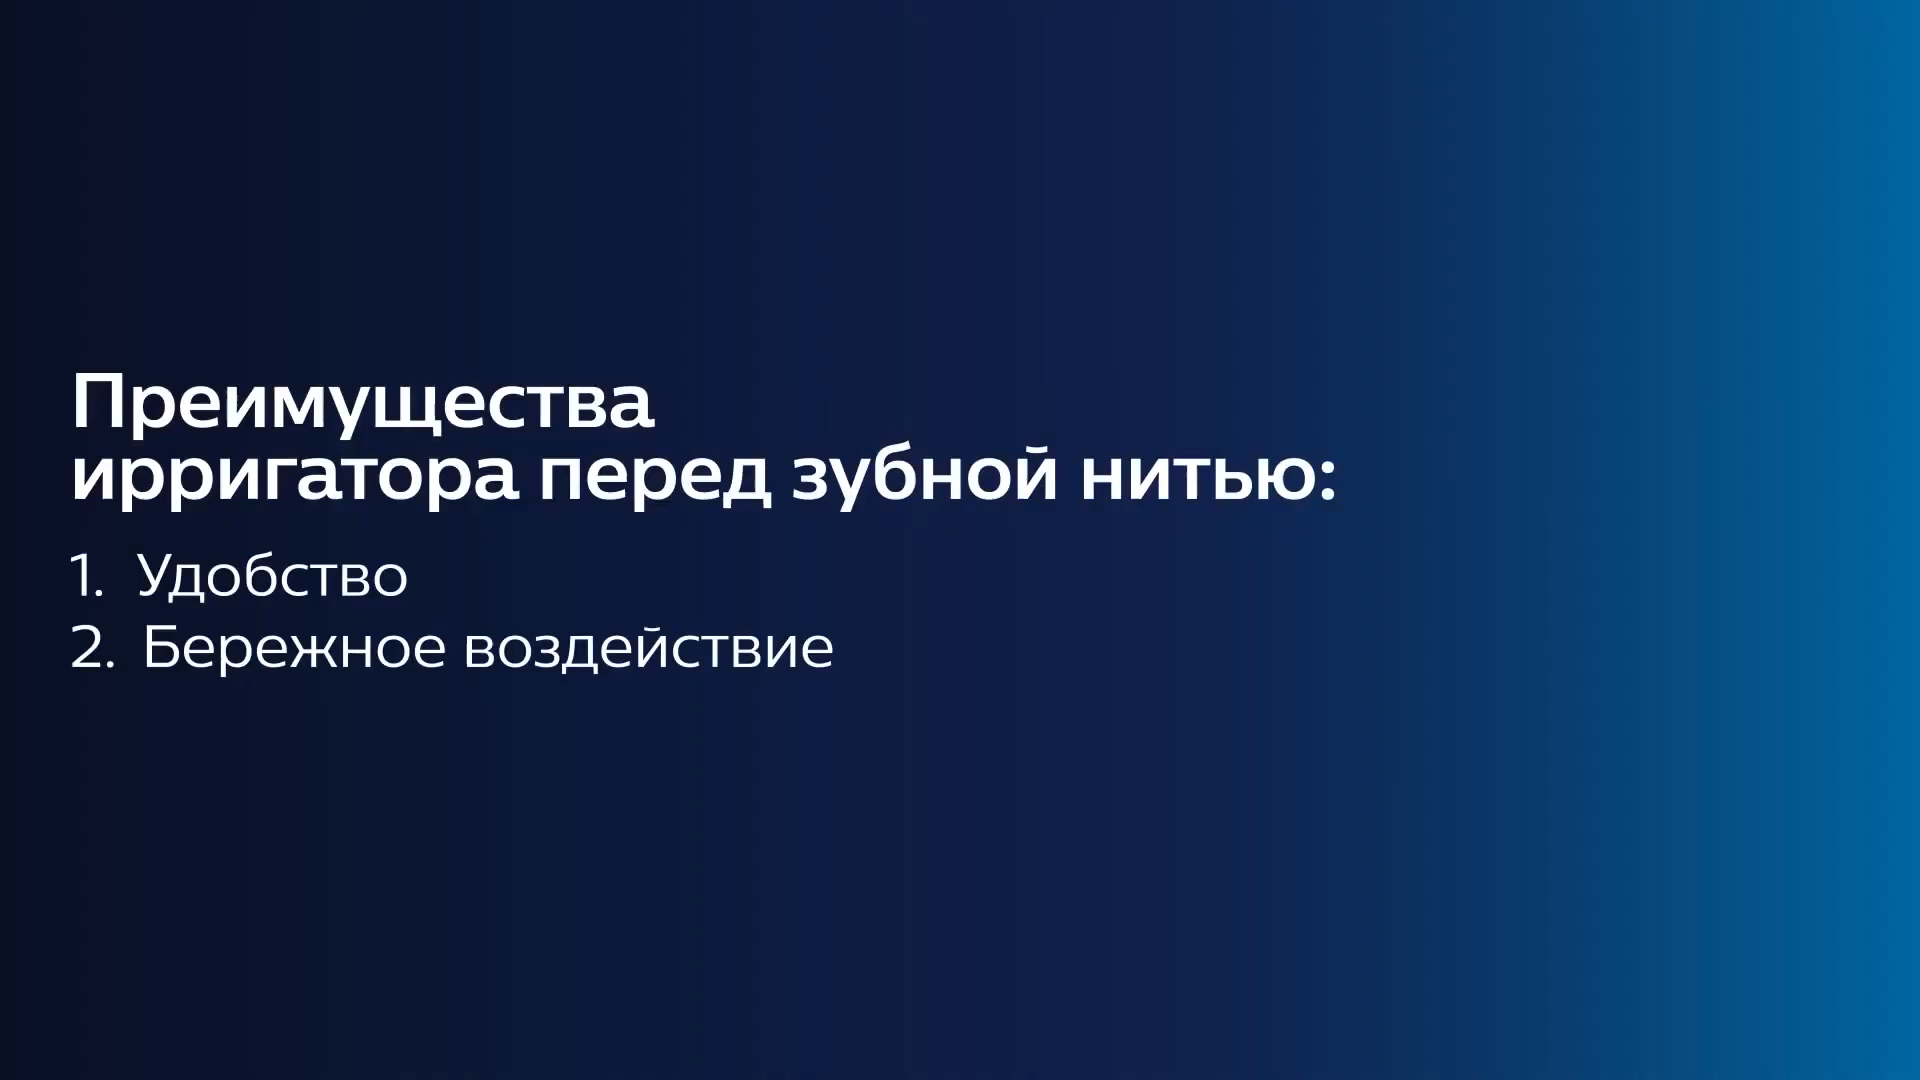 Преимущества
ирригатора перед зубной нитью:
1. Удобство
2. Бережное воздействие